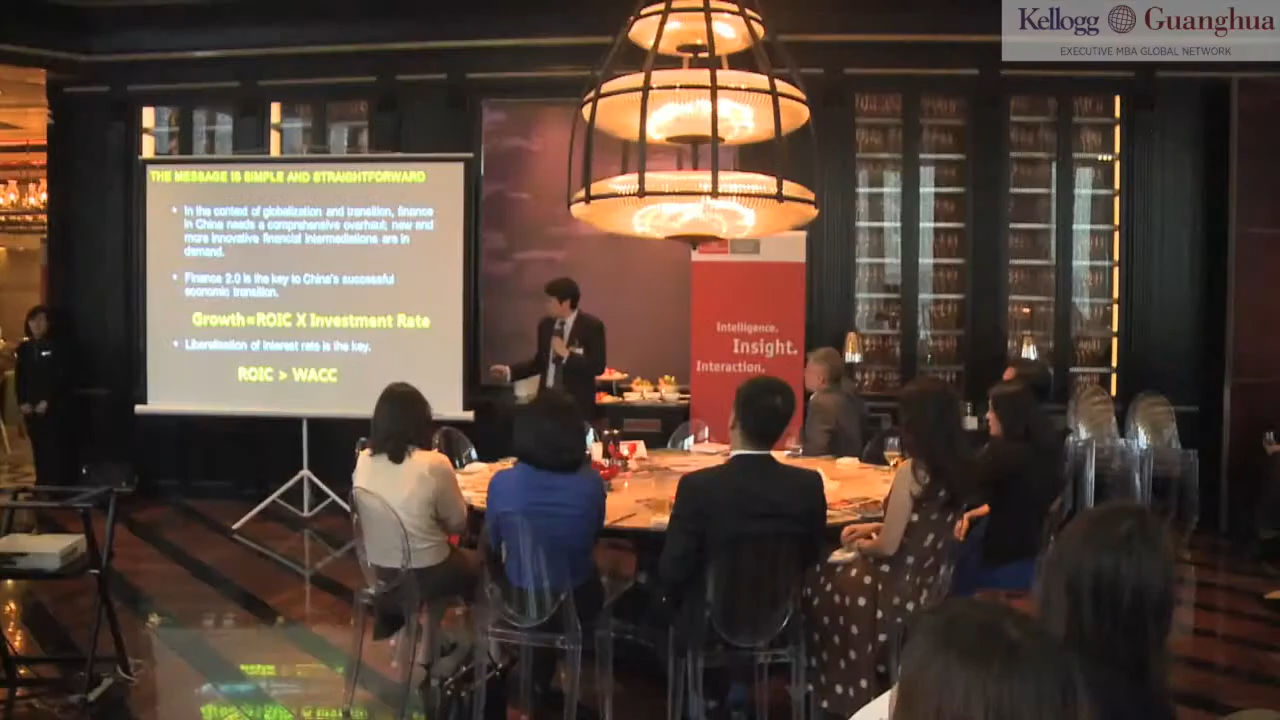 Kellogg Guanghua
EXECUTIVE MBA GLOBAL NETWORK
THE MESSAGE IS SIMPLE AND STRAIGHTFORWARD
• In the context of globalization and transition, finance
in China needs a comprehensive overhaul; new and
more innovative financial intermediations are in
demand.
• Finance 2.0 is the key to China's successful
economic transition.
Growth=ROIC X Investment Rate
• Liberalization of interest rate is the key.
ROIC > WACC
Intelligence.
Insight.
Interaction.